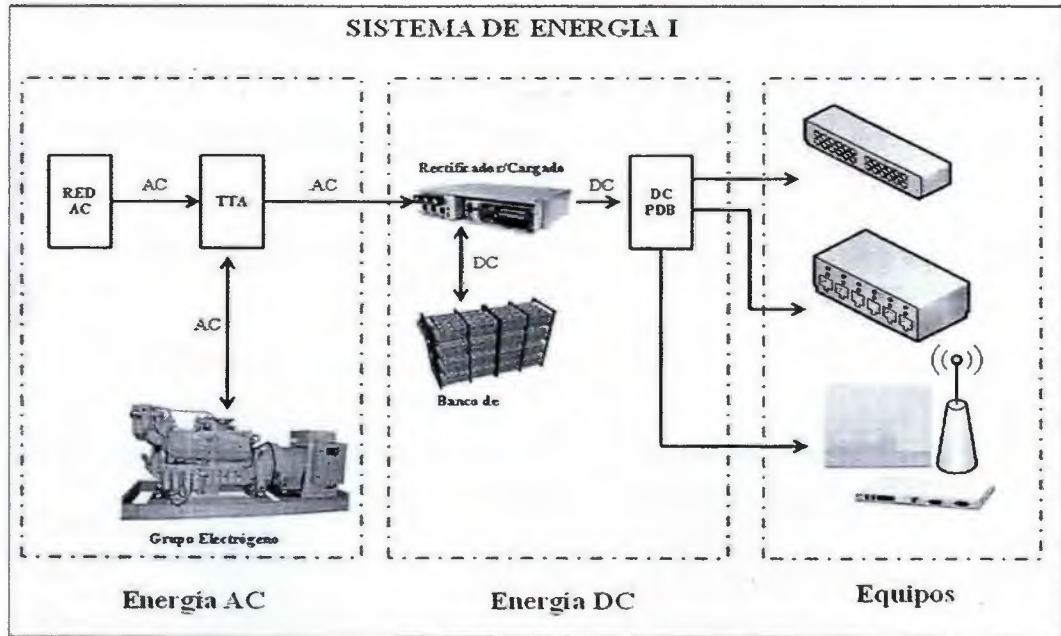 SISTEMA DE ENERGIA I
RED
AC
AC
TTA
AC
AC
Grupo Electrógeno
Energía AC
Rectificador/Cargado
DC
DC
PDB
DC
Banco de
Energía DC
Equipos